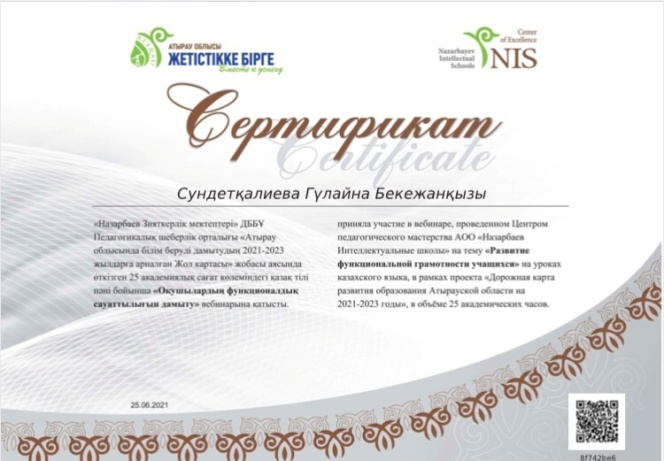 АТЫРАУ ОБЛЫСЫ
ЖЕТІСТІККЕ БІРГЕ
Вместе к успеху
Nazarbayev
Intellectual
Schools
Center
of Excellence
NIS
Сертификат
Certificate
Сундетқалиева Гүлайна Бекежанқызы
«Назарбаев Зияткерлік мектептері» ДББҰ
Педагогикалық шеберлік орталығы «Атырау
облысында білім беруді дамытудың 2021-2023
жылдарға арналған Жол картасы» жобасы аясында
өткізген 25 академиялық сағат көлеміндегі қазақ тілі
пәні бойынша «Оқушылардың функционалдық
сауаттылығын дамыту» вебинарына қатысты.
приняла участие в вебинаре, проведенном Центром
педагогического мастерства АОО «Назарбаев
Интеллектуальные школы» на тему «Развитие
функциональной грамотности учащихся» на уроках
казахского языка, в рамках проекта «Дорожная карта
развития образования Атырауской области на
2021-2023 годы», в объёме 25 академических часов.
25.06.2021
8f742be6